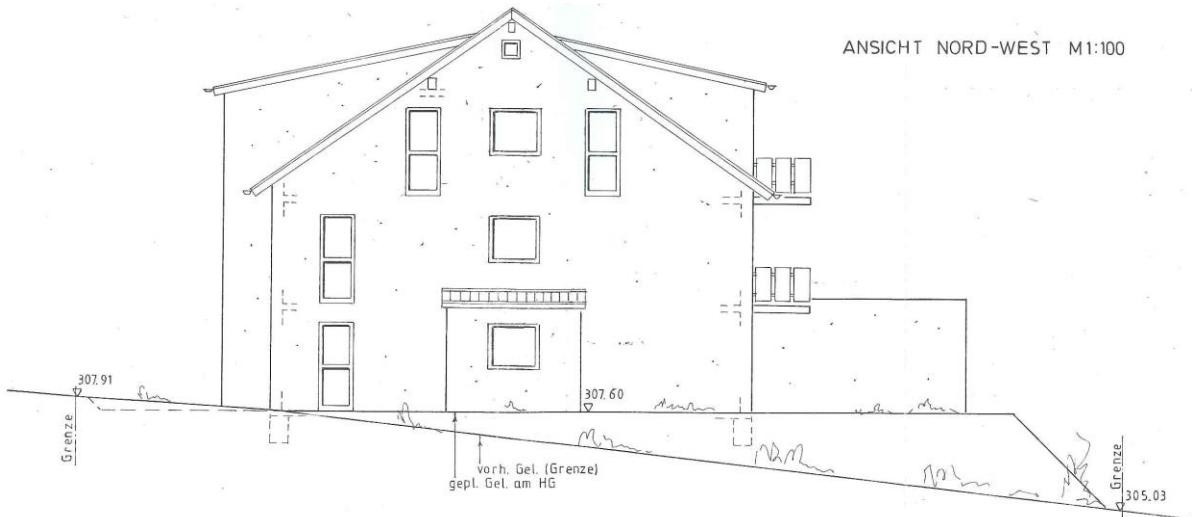 ANSICHT NORD-WEST M1:100
307.91
307.60
Grenze
vorh. Gel. (Grenze)
gepl. Gel. am HG
Grenze
305.03